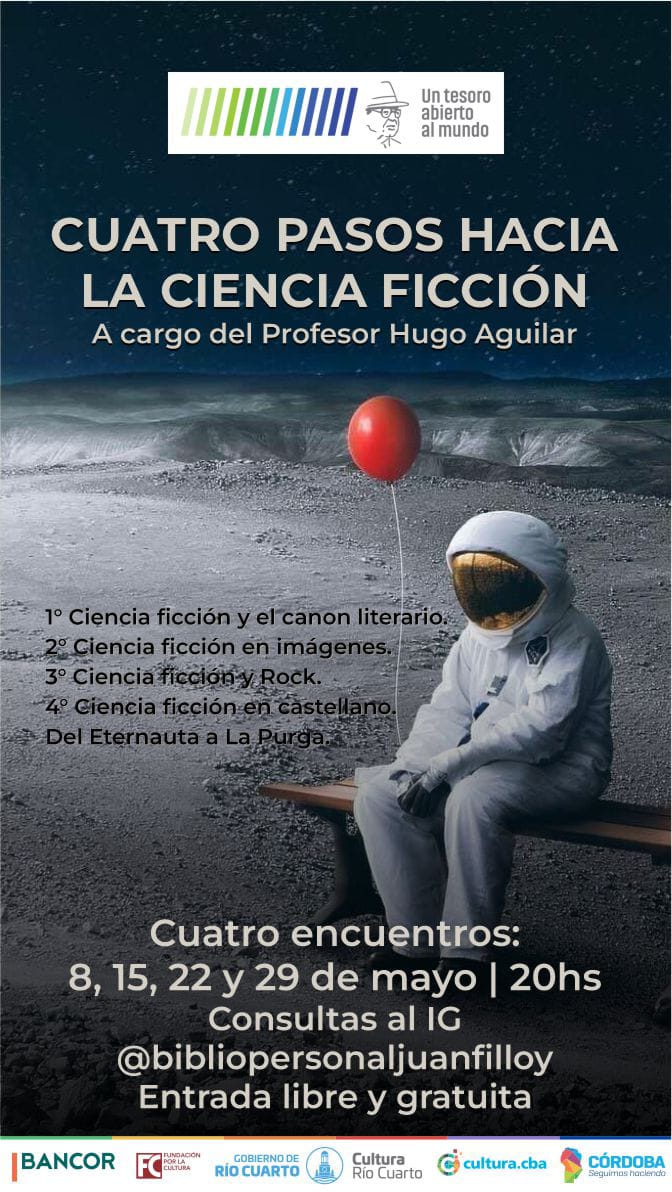 Un tesoro
abierto
al mundo
CUATRO PASOS HACIA
LA CIENCIA FICCIÓN
A cargo del Profesor Hugo Aguilar
1° Ciencia ficción y el canon literario.
2° Ciencia ficción en imágenes.
3° Ciencia ficción y Rock.
4° Ciencia ficción en castellano.
Del Eternauta a La Purga.
Cuatro encuentros:
8, 15, 22 y 29 de mayo | 20hs
Consultas al IG
@bibliopersonaljuanfilloy
Entrada libre y gratuita
BANCOR
FC
FUNDACIÓN
POR LA
CULTURA
GOBIERNO DE
RÍO CUARTO
Cultura
Río Cuarto
cultura.cba
CÓRDOBA
Seguimos haciendo